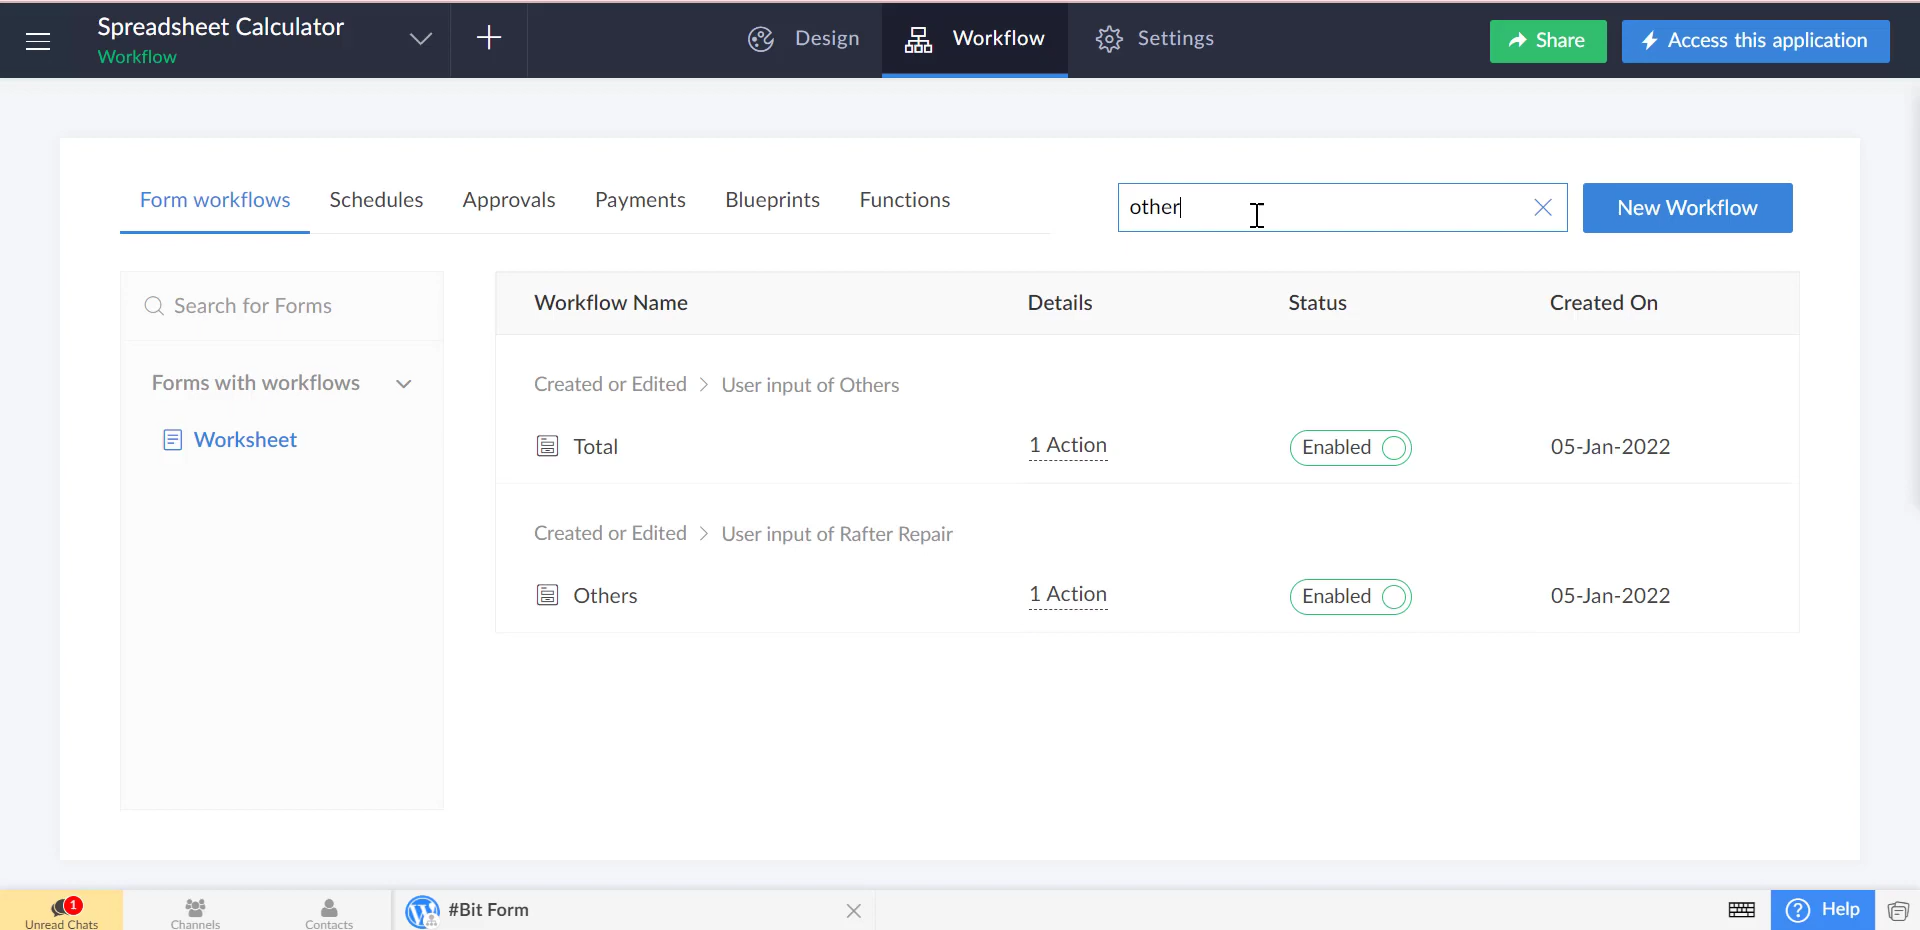 Spreadsheet Calculator
Workflow
Design
Workflow
Settings
Share
Access this application
Form workflows
Schedules
Approvals
Payments
Blueprints
Functions
other
New Workflow
Search for Forms
Forms with workflows
Worksheet
Workflow Name
Details
Status
Created On
Created or Edited > User input of Others
Total
1 Action
Enabled
05-Jan-2022
Created or Edited > User input of Rafter Repair
Others
1 Action
Enabled
05-Jan-2022
1
Unread Chats
Channels
Contacts
#Bit Form
Help